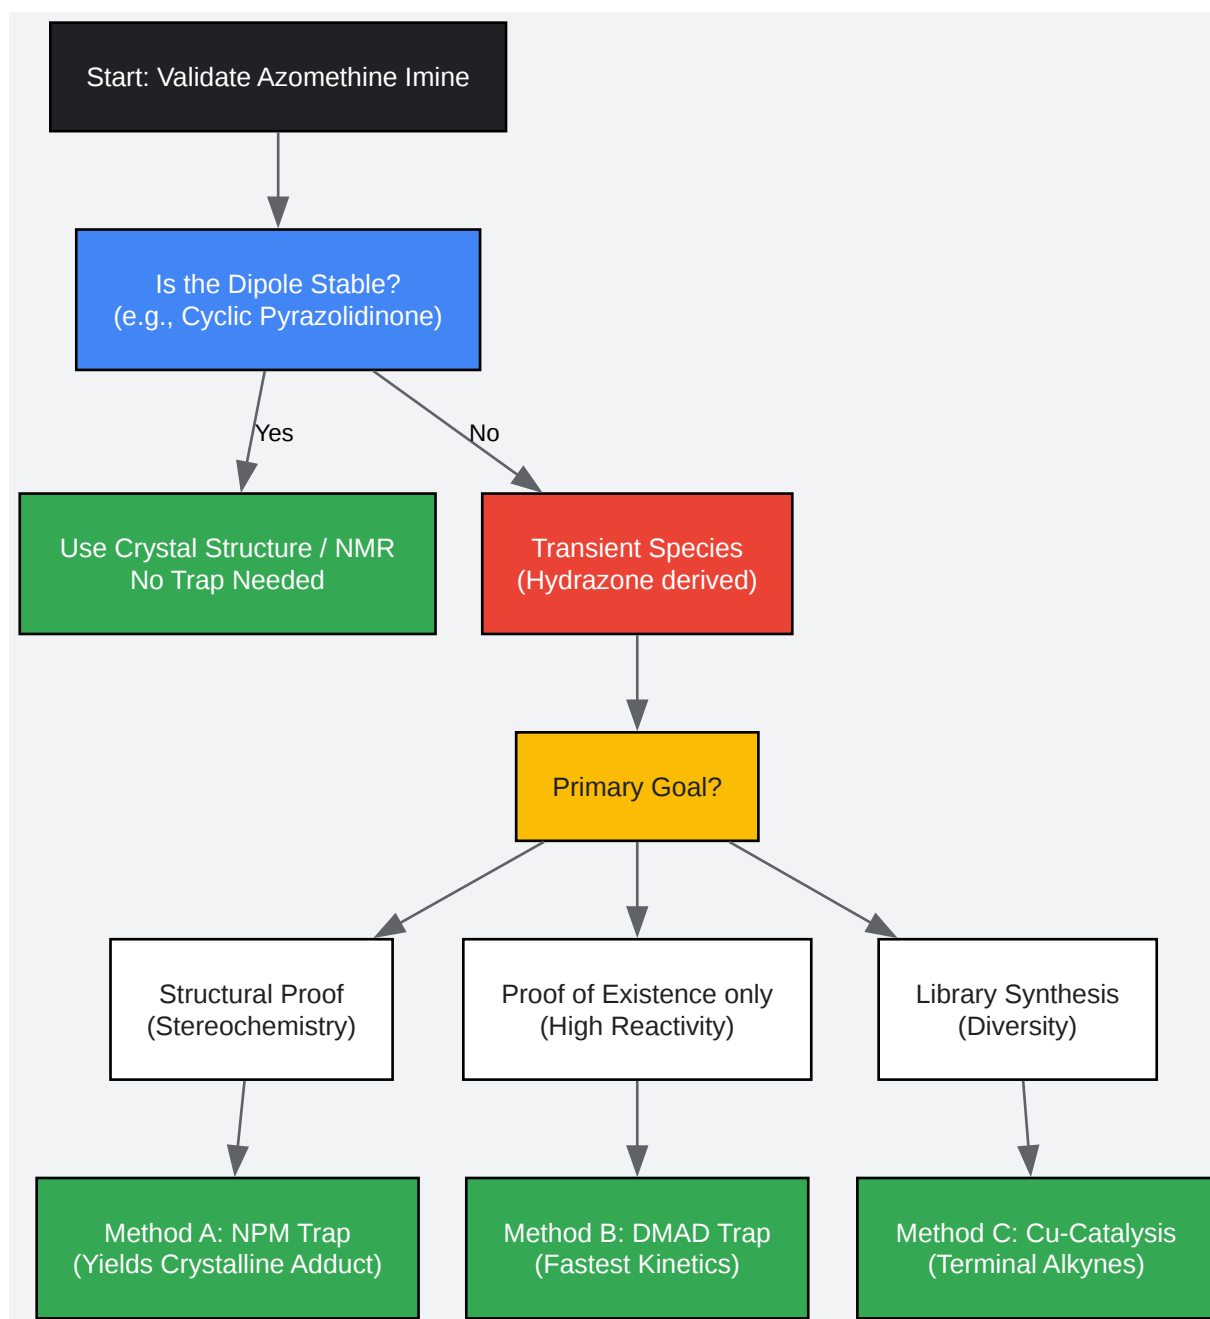 Start: Validate Azomethine Imine
Is the Dipole Stable?
(e.g., Cyclic Pyrazolidinone)
Yes
No
Use Crystal Structure / NMR
No Trap Needed
Transient Species
(Hydrazone derived)
Primary Goal?
Structural Proof
(Stereochemistry)
Proof of Existence only
(High Reactivity)
Library Synthesis
(Diversity)
Method A: NPM Trap
(Yields Crystalline Adduct)
Method B: DMAD Trap
(Fastest Kinetics)
Method C: Cu-Catalysis
(Terminal Alkynes)